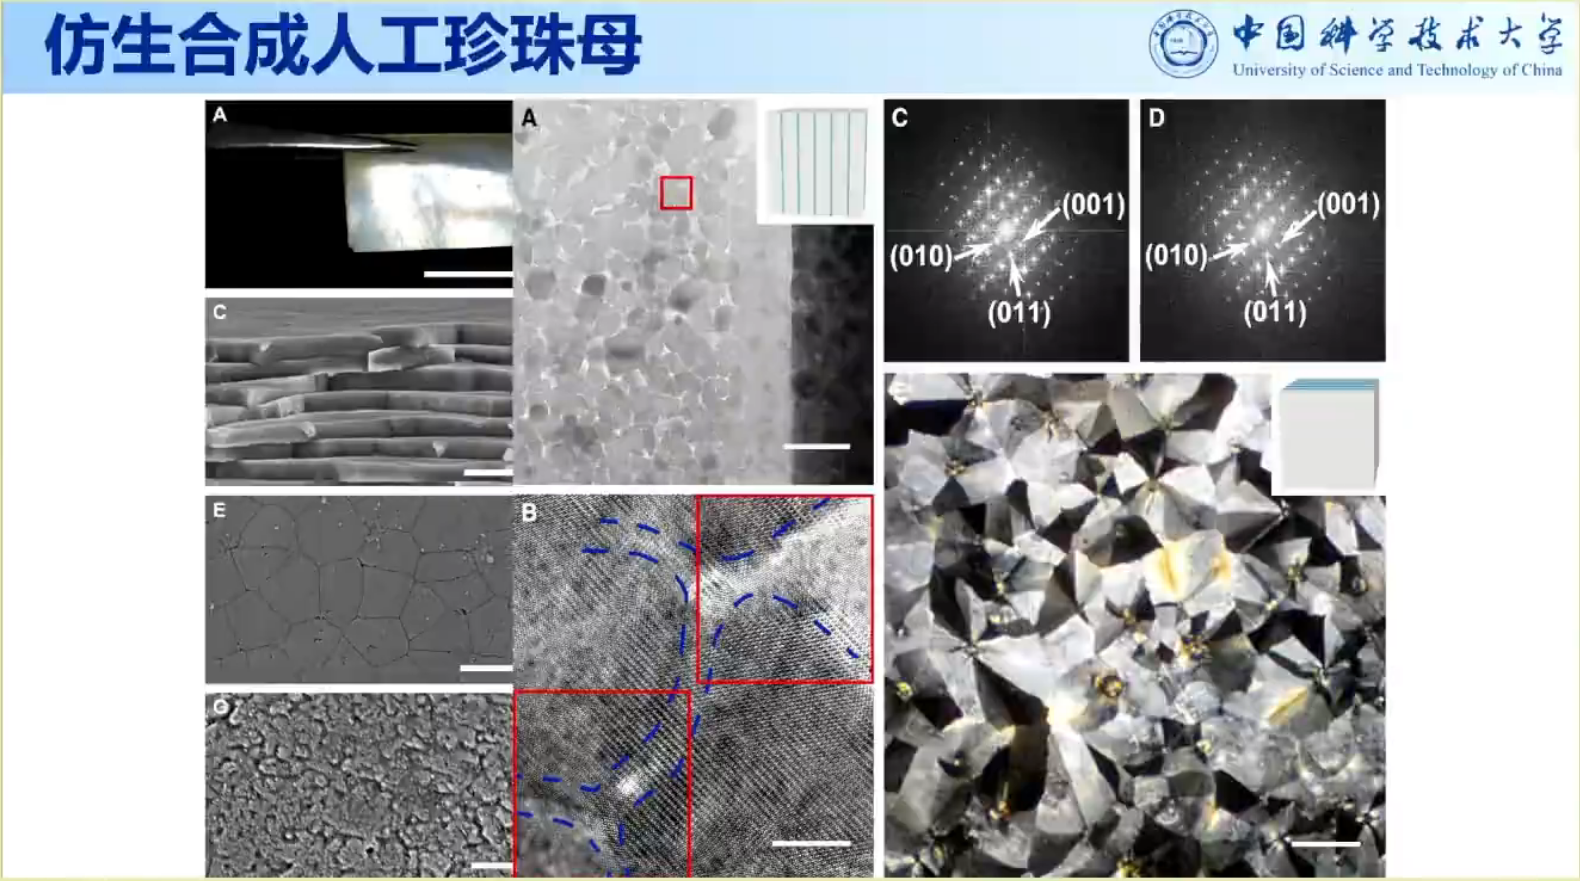 仿生合成人工珍珠母
中国科学技术大学
University of Science and Technology of China
A
C
E
G
A
B
C
(001)
(010)
(011)
D
(001)
(010)
(011)